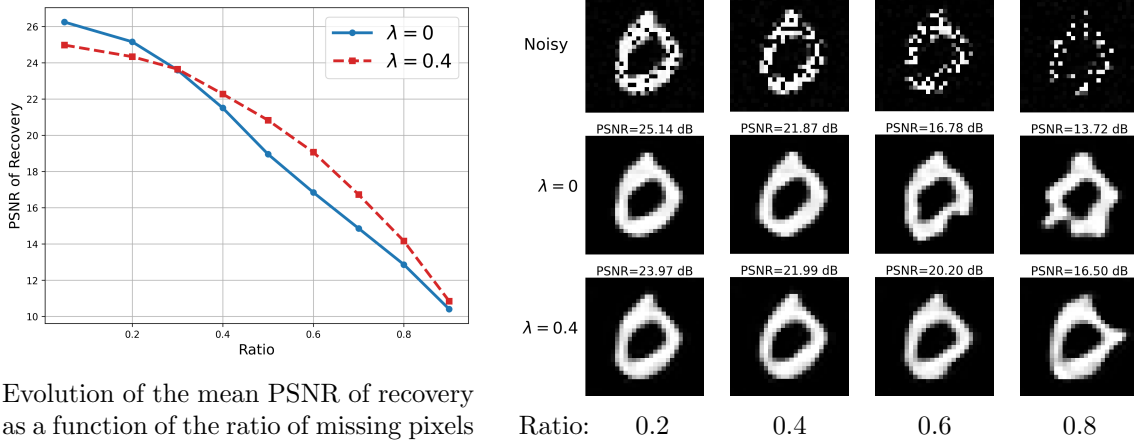 26
24
22
20
18
16
14
12
10
PSNR of Recovery
λ = 0
λ = 0.4
0.2
0.4
0.6
0.8
Ratio
Evolution of the mean PSNR of recovery
as a function of the ratio of missing pixels
Noisy
PSNR=25.14 dB PSNR=21.87 dB PSNR=16.78 dB PSNR=13.72 dB
λ = 0
PSNR=23.97 dB PSNR=21.99 dB PSNR=20.20 dB PSNR=16.50 dB
λ = 0.4
Ratio: 0.2 0.4 0.6 0.8